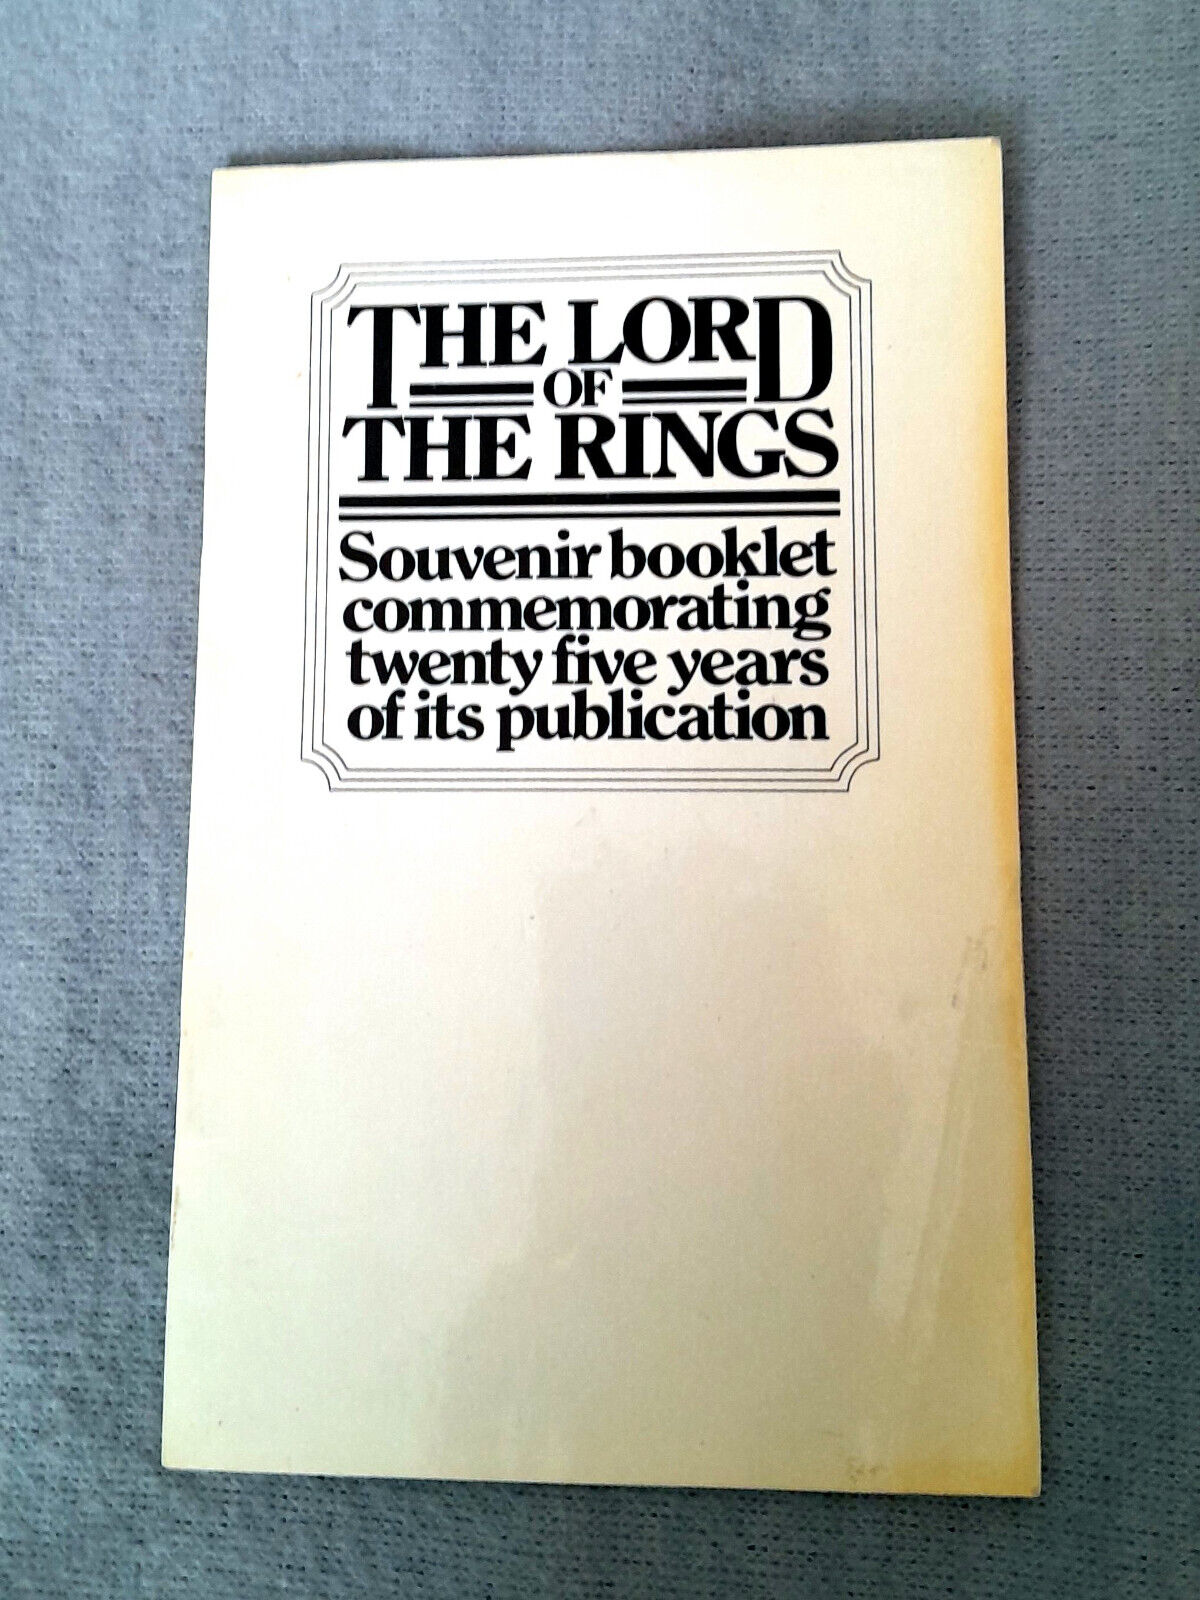 THE LORD
OF
THE RINGS
Souvenir booklet
commemorating
twenty five years
of its publication